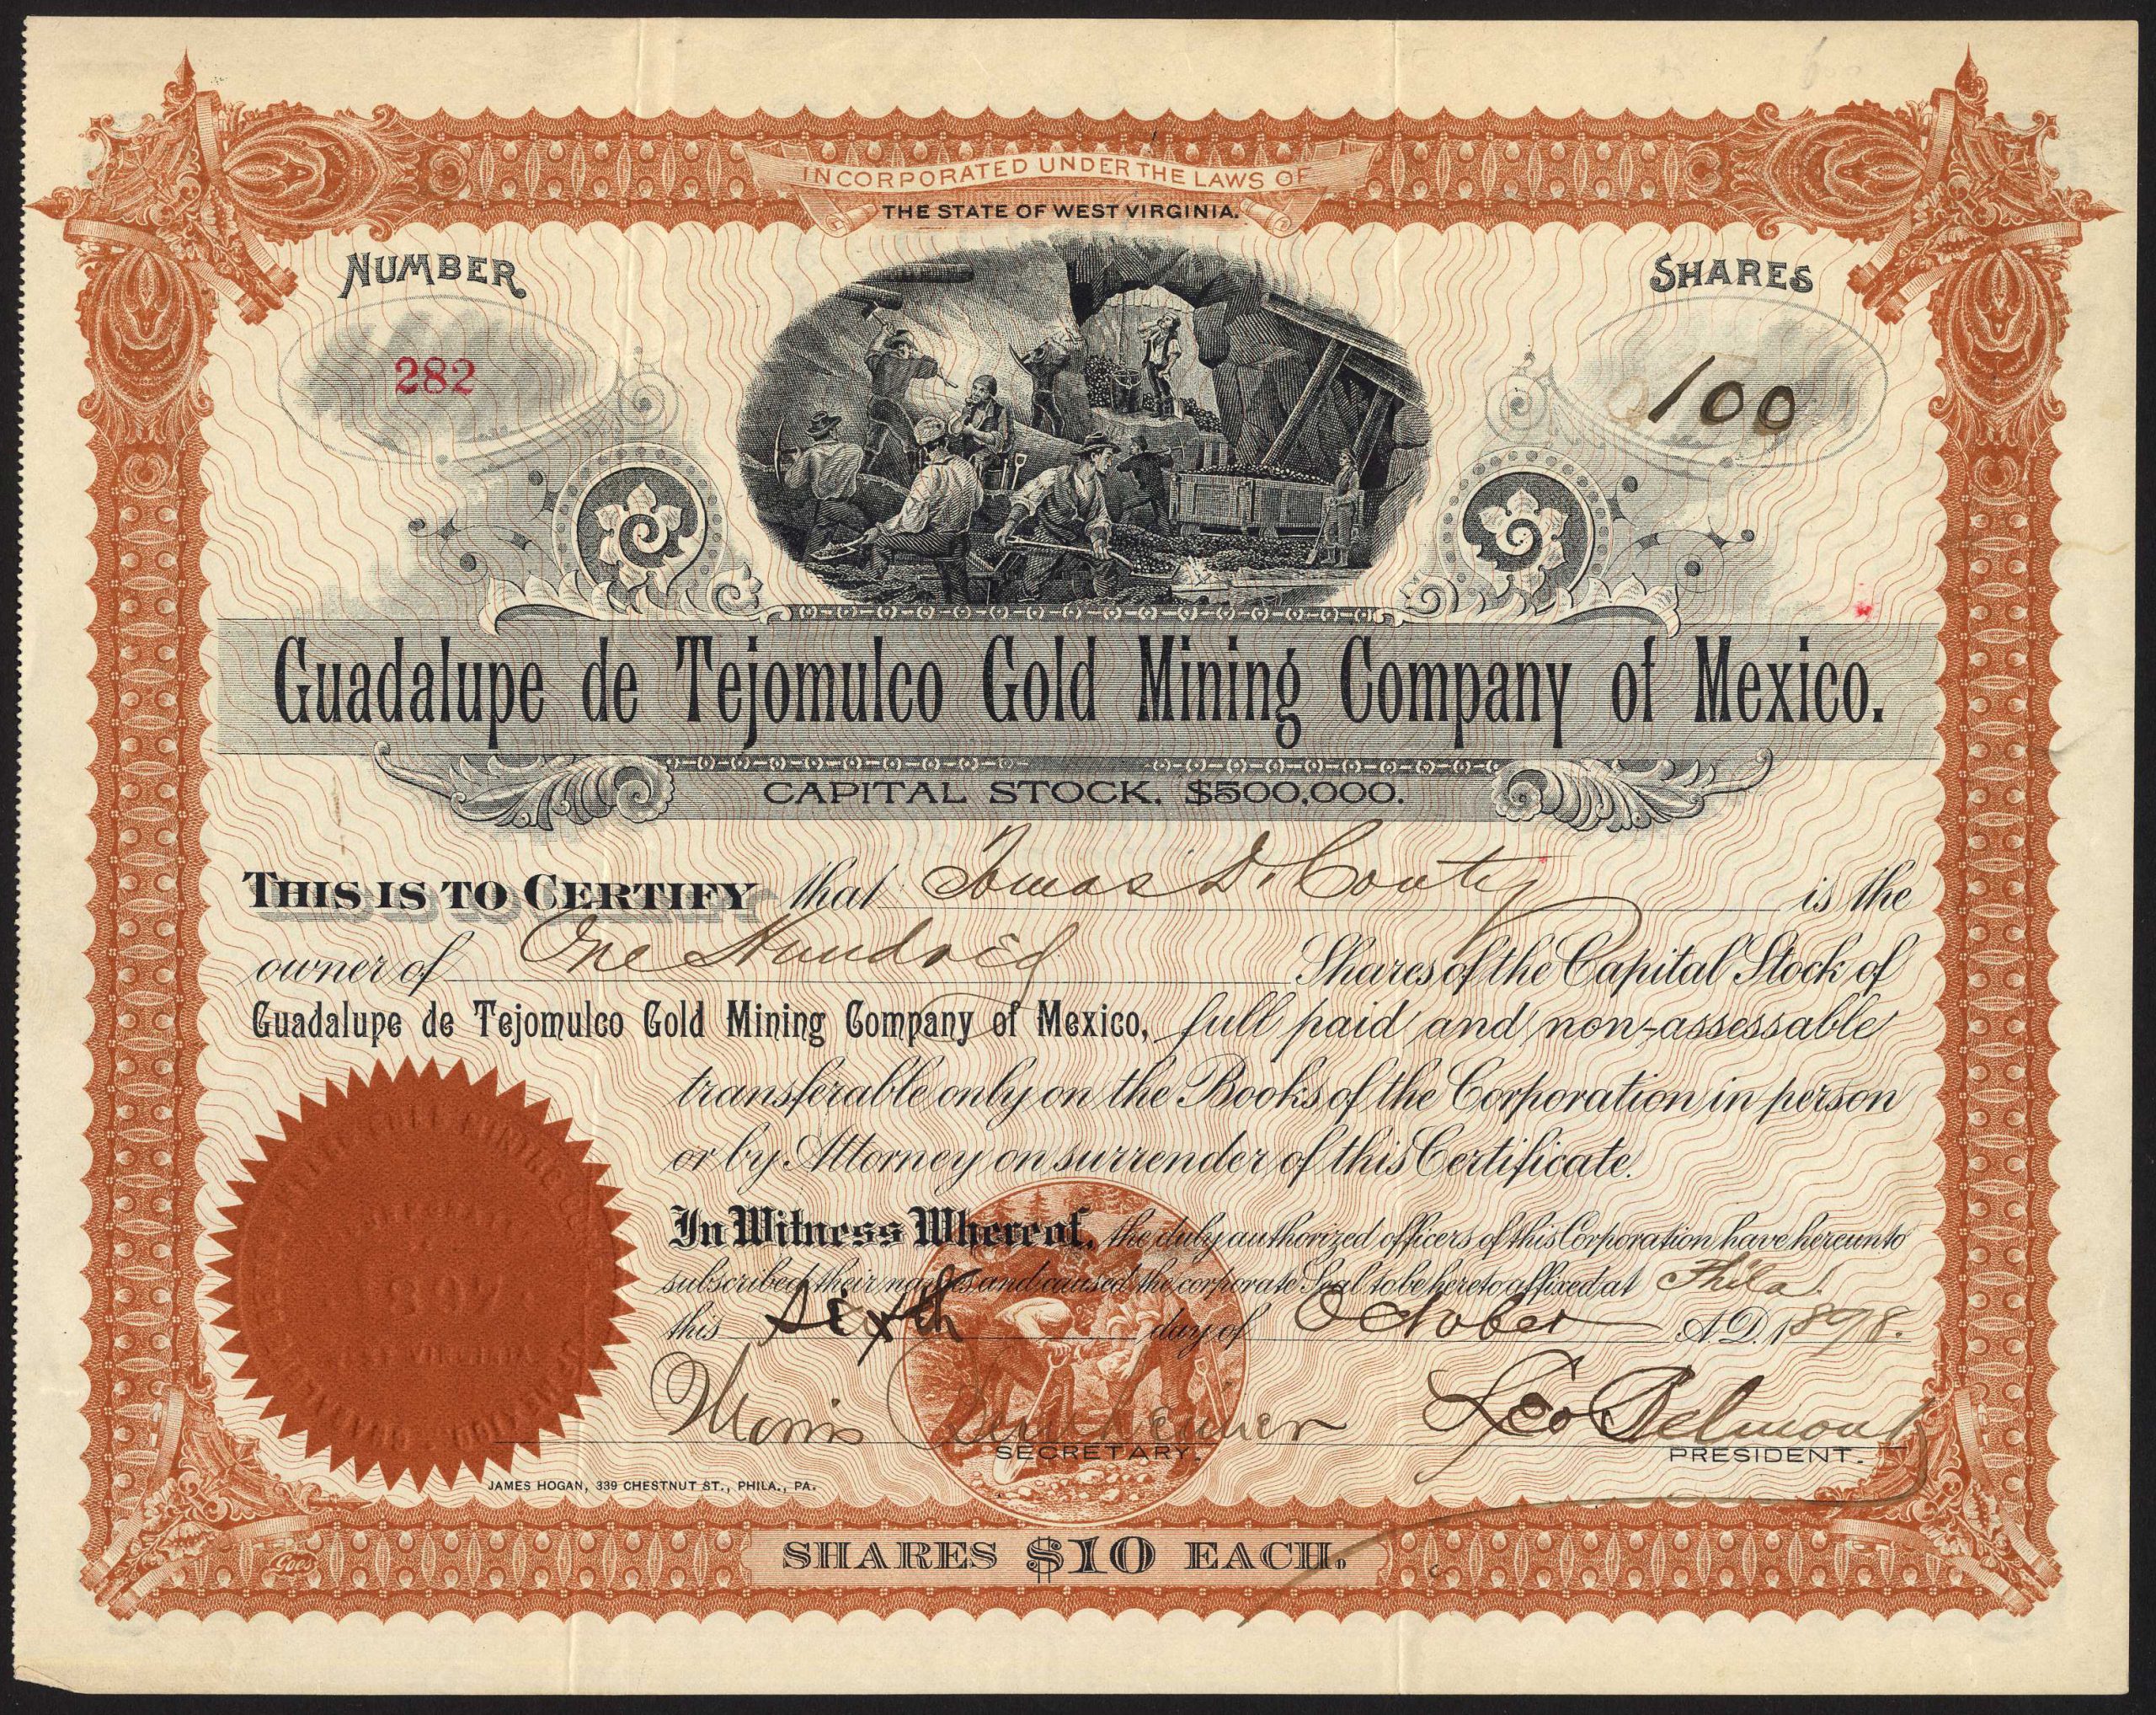 INCORPORATED UNDER THE LAWS OF
THE STATE OF WEST VIRGINIA.
NUMBER
SHARES
282
100
Guadalupe de Tejomulco Gold Mining Company of Mexico.
CAPITAL STOCK, $500,000.
THIS IS TO CERTIFY that Tomas D. is the
owner of One Hundred Shares of the Capital Stock of
Guadalupe de Tejomulco Gold Mining Company of Mexico, full paid and non-assessable
transferable only on the Books of the Corporation in person
or by Attorney on surrender of this Certificate.
In Witness Whereof, the duly authorized officers of this Corporation have hereunto
subscribed their names and caused the corporate Seal to be hereto affixed at Phila.
this sixth day of October A.D. 1898.
Morris
Leo Belmont
SECRETARY.
PRESIDENT.
JAMES HOGAN, 339 CHESTNUT ST., PHILA., PA.
Goes
SHARES $10 EACH.